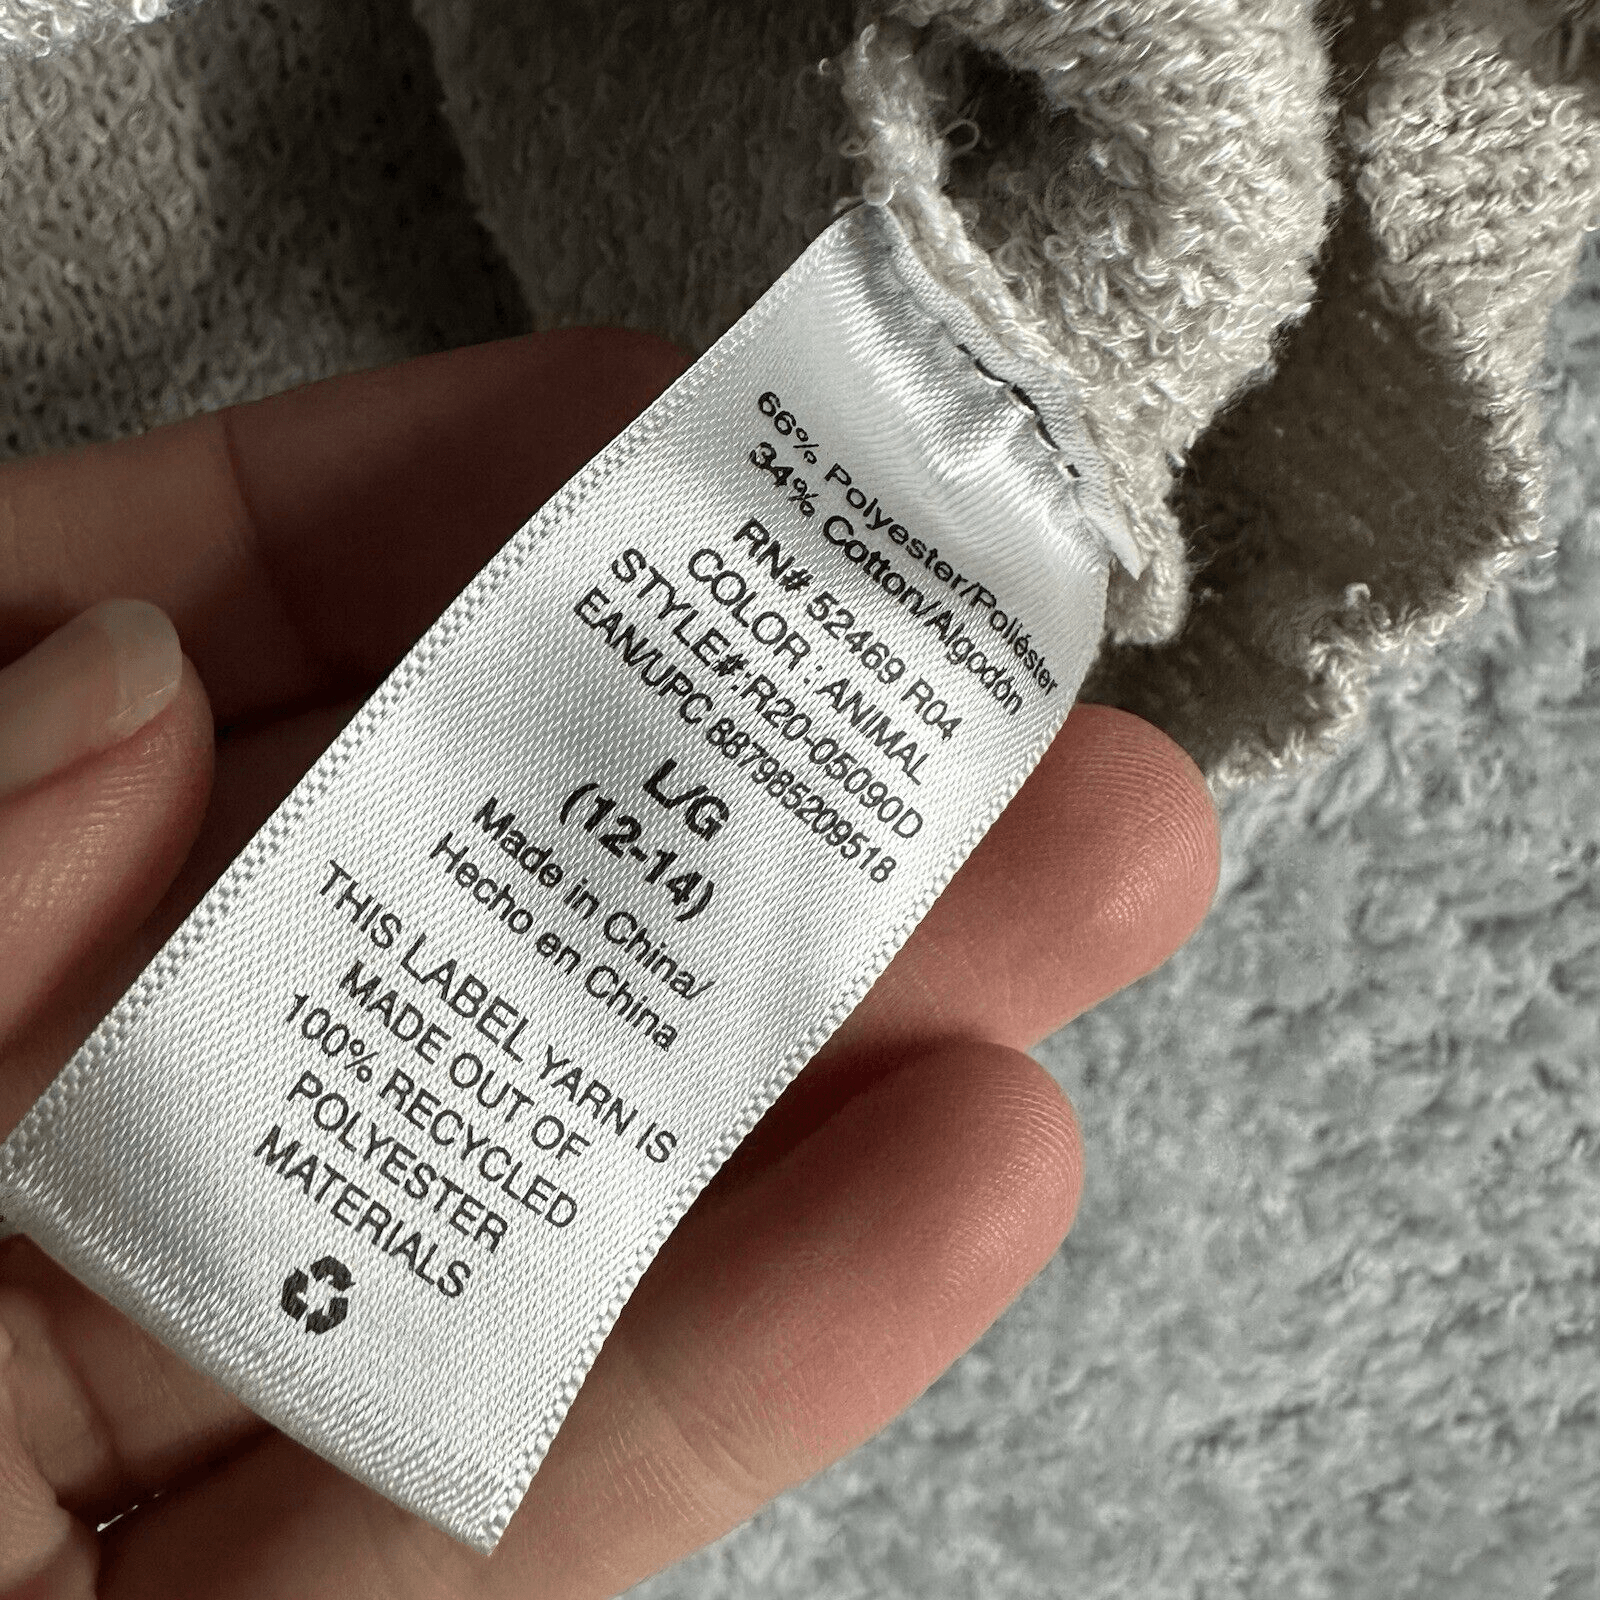 66% Polyester/Poliéster
34% Cotton/Algodón
RN# 52469 R04
COLOR : ANIMAL
STYLE#:R20-05090D
EAN/UPC 887985209518
L/G
(12-14)
Made in China/
Hecho en China
THIS LABEL YARN IS
MADE OUT OF
100% RECYCLED
POLYESTER
MATERIALS